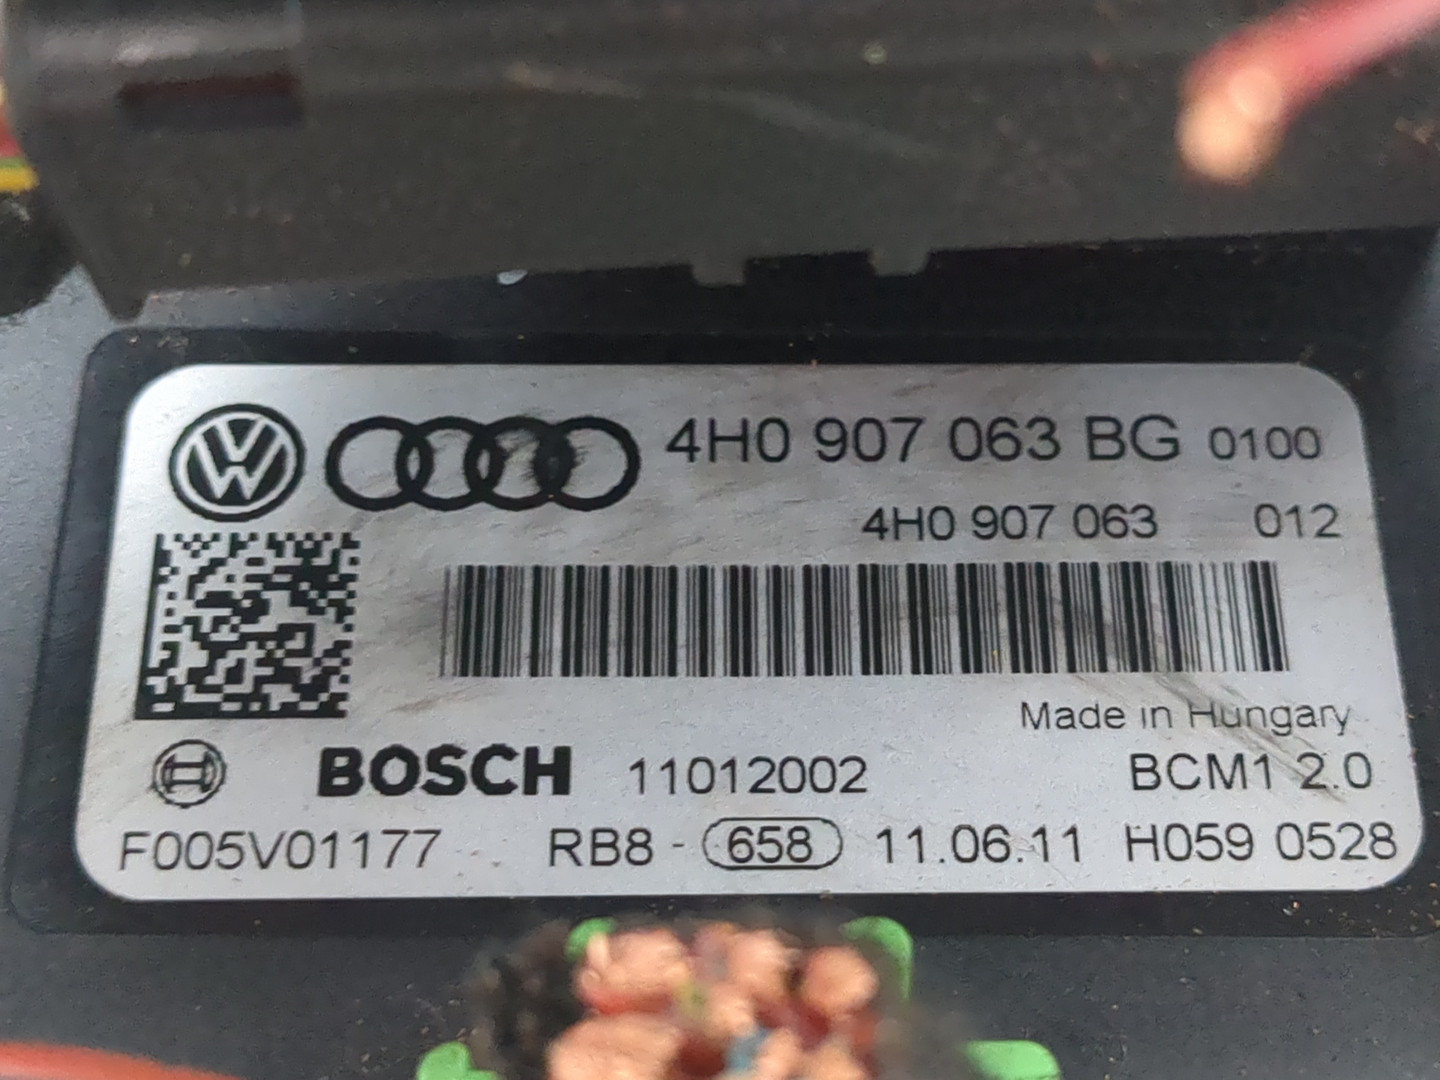 4H0 907 063 BG 0100
4H0 907 063 012
Made in Hungary
BOSCH 11012002 BCM1 2.0
F005V01177 RB8 - 658 11.06.11 H059 0528